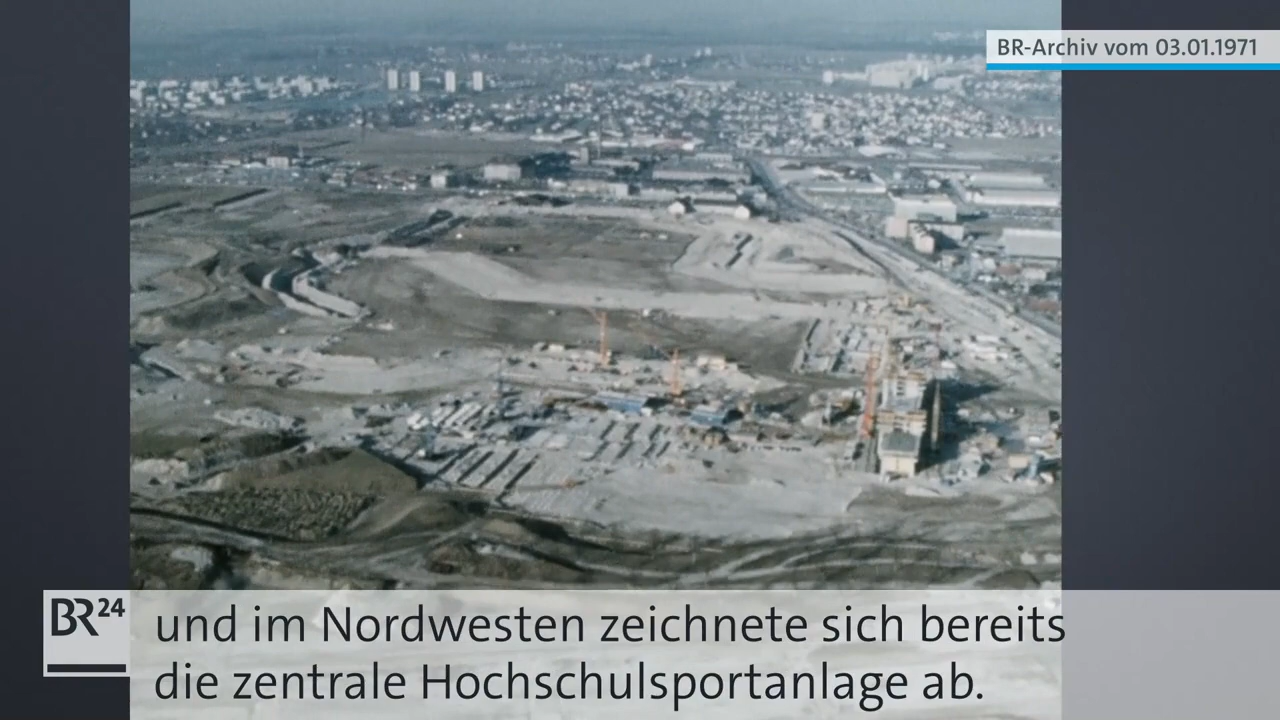 BR-Archiv vom 03.01.1971
BR24
und im Nordwesten zeichnete sich bereits
die zentrale Hochschulsportanlage ab.